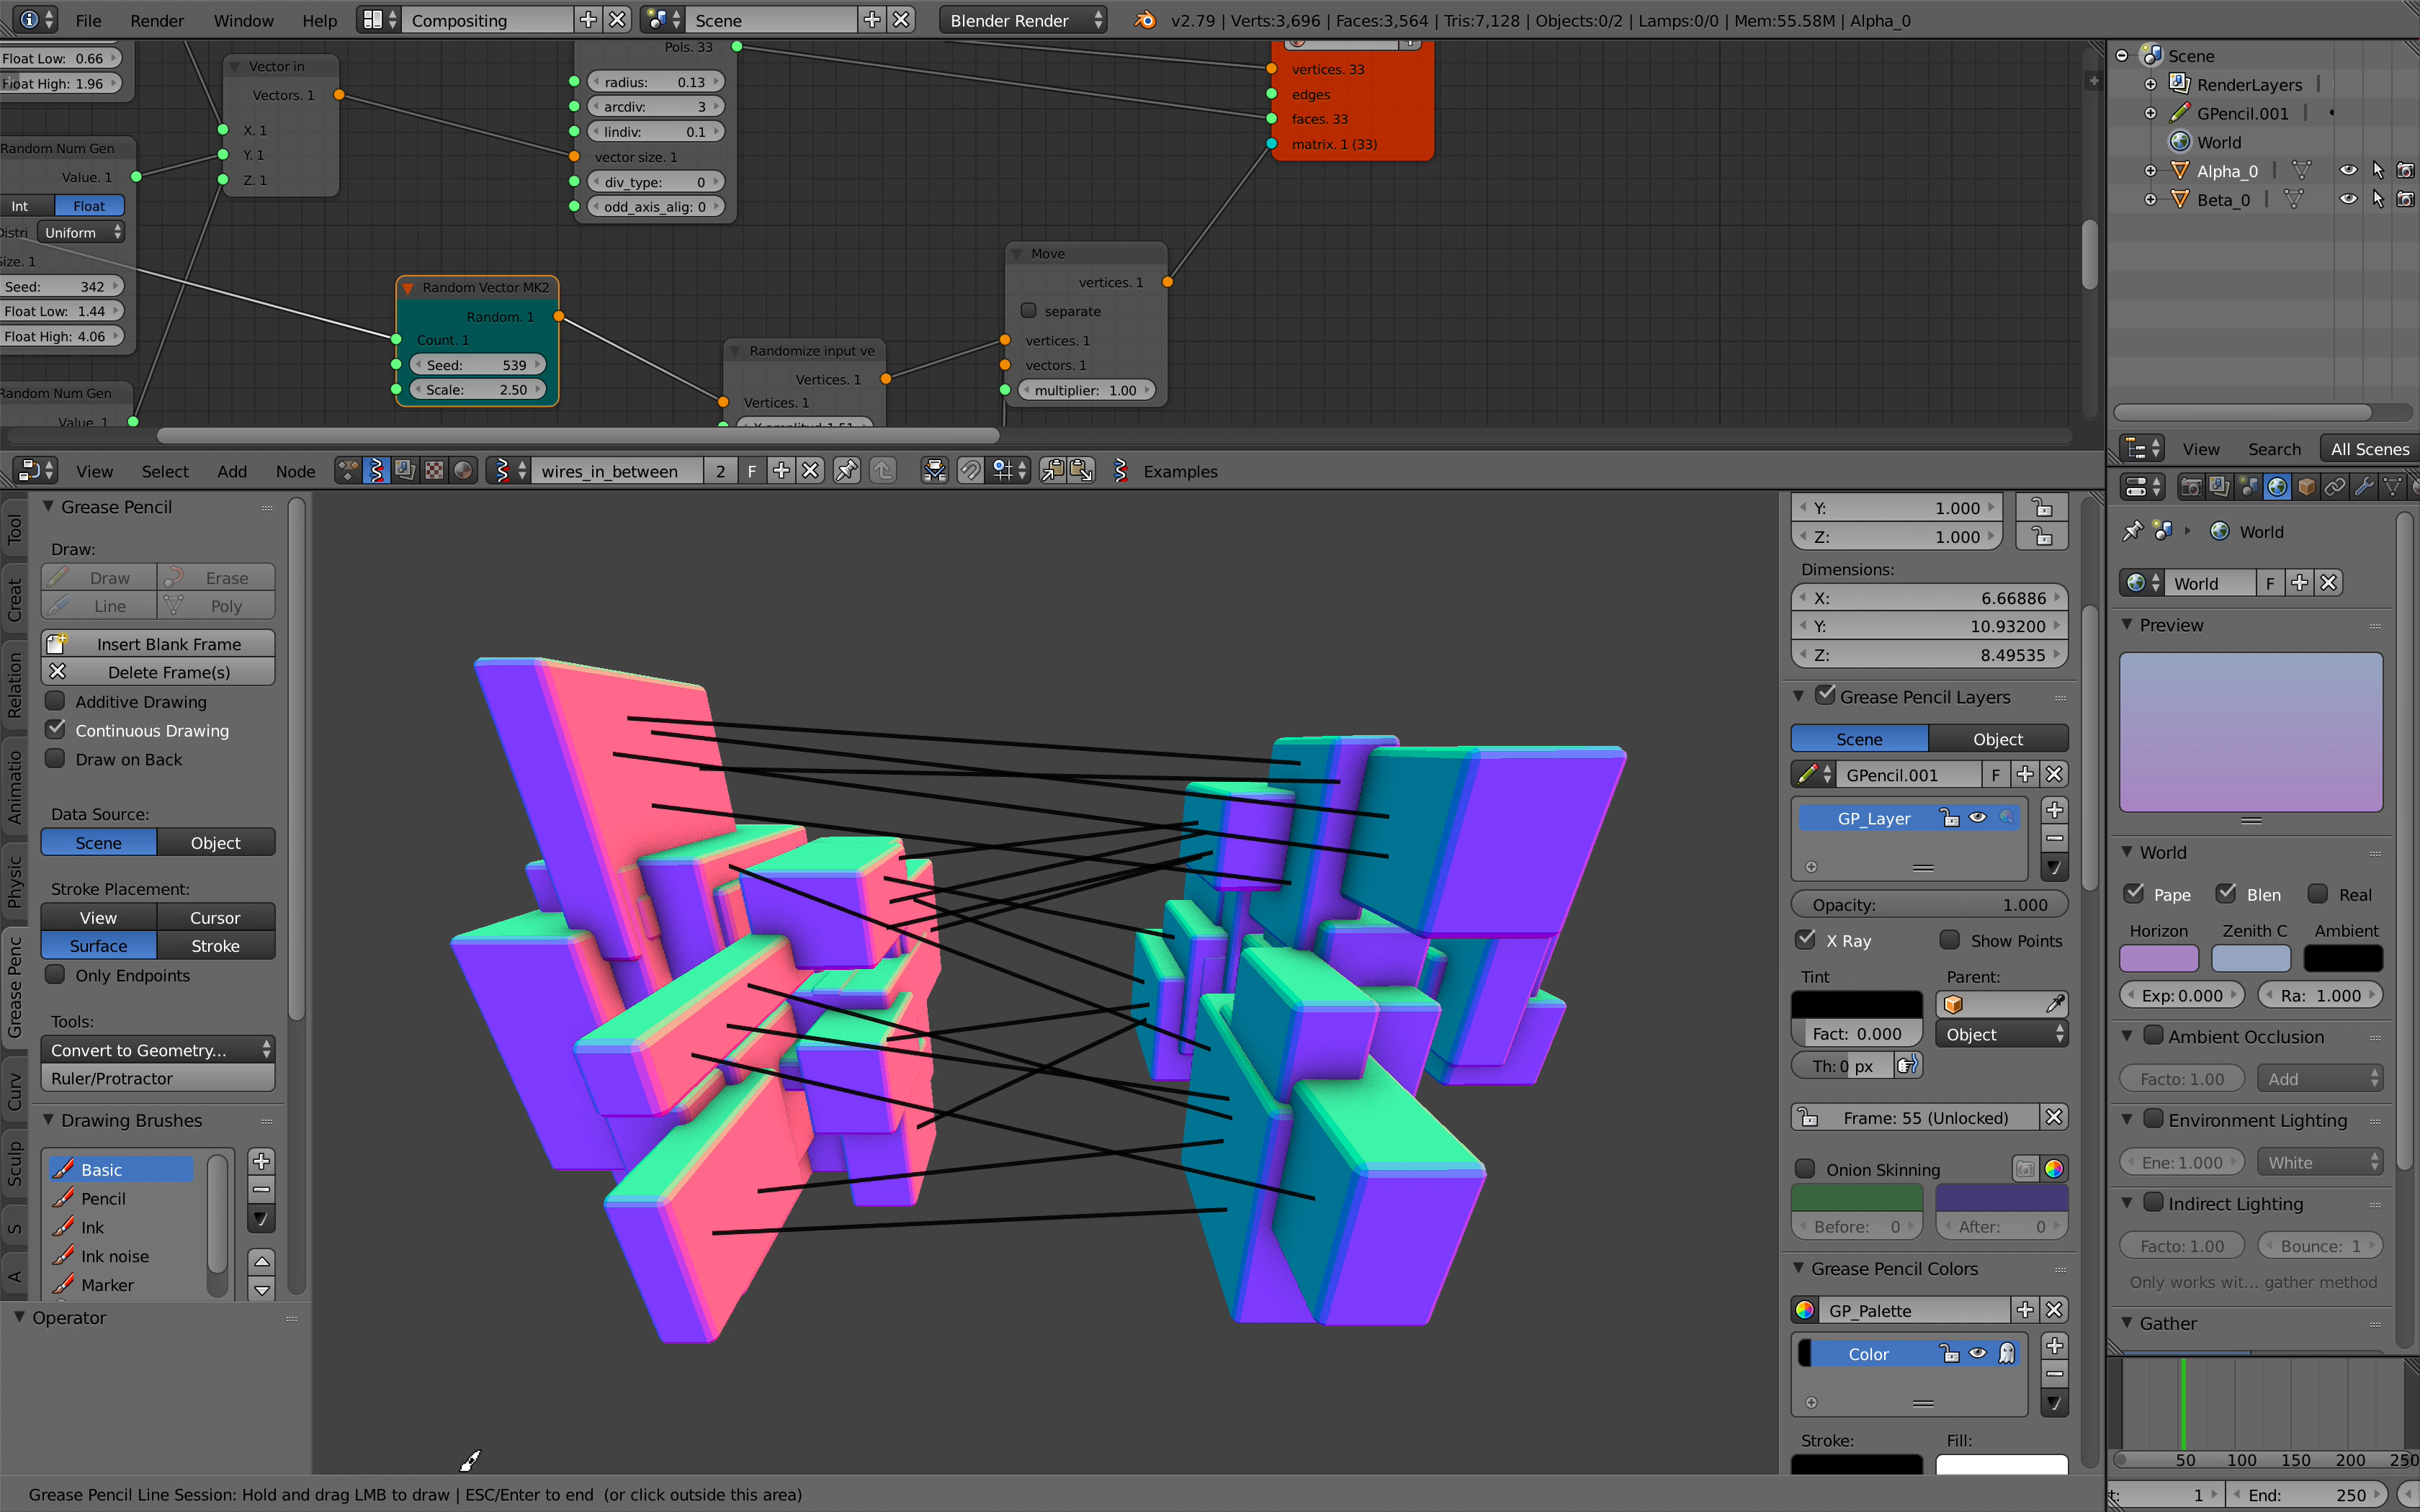 File Render Window Help Compositing Scene Blender Render v2.79 | Verts:3,696 | Faces:3,564 | Tris:7,128 | Objects:0/2 | Lamps:0/0 | Mem:55.58M | Alpha_0
Float Low: 0.66
Float High: 1.96
Vector in
Vectors. 1
X. 1
Y. 1
Z. 1
Random Num Gen
Value. 1
Int Float
Distri Uniform
Size. 1
Seed: 342
Float Low: 1.44
Float High: 4.06
Random Num Gen
Value. 1
Pols. 33
radius: 0.13
arcdiv: 3
lindiv: 0.1
vector size. 1
div_type: 0
odd_axis_alig: 0
Random Vector MK2
Random. 1
Count. 1
Seed: 539
Scale: 2.50
Randomize input ve
Vertices. 1
Vertices. 1
X amplitud 1.51
Move
vertices. 1
separate
vertices. 1
vectors. 1
multiplier: 1.00
vertices. 33
edges
faces. 33
matrix. 1 (33)
View Select Add Node wires_in_between 2 F Examples
Scene
RenderLayers
GPencil.001
World
Alpha_0
Beta_0
View Search All Scenes
Tool
Creat
Relation
Animatio
Physic
Grease Penc
Curv
Sculp
S
A
Grease Pencil
Draw:
Draw Erase
Line Poly
Insert Blank Frame
Delete Frame(s)
Additive Drawing
Continuous Drawing
Draw on Back
Data Source:
Scene Object
Stroke Placement:
View Cursor
Surface Stroke
Only Endpoints
Tools:
Convert to Geometry...
Ruler/Protractor
Drawing Brushes
Basic
Pencil
Ink
Ink noise
Marker
Operator
Y: 1.000
Z: 1.000
Dimensions:
X: 6.66886
Y: 10.93200
Z: 8.49535
Grease Pencil Layers
Scene Object
GPencil.001 F
GP_Layer
Opacity: 1.000
X Ray Show Points
Tint Parent:
Fact: 0.000 Object
Th: 0 px
Frame: 55 (Unlocked)
Onion Skinning
Before: 0 After: 0
Grease Pencil Colors
GP_Palette
Color
Stroke: Fill:
World
World F
Preview
World
Pape Blen Real
Horizon Zenith C Ambient
Exp:0.000 Ra: 1.000
Ambient Occlusion
Facto: 1.00 Add
Environment Lighting
Ene: 1.000 White
Indirect Lighting
Facto: 1.00 Bounce: 1
Only works wit... gather method
Gather
50 100 150 200 250
t: 1 End: 250
Grease Pencil Line Session: Hold and drag LMB to draw | ESC/Enter to end (or click outside this area)